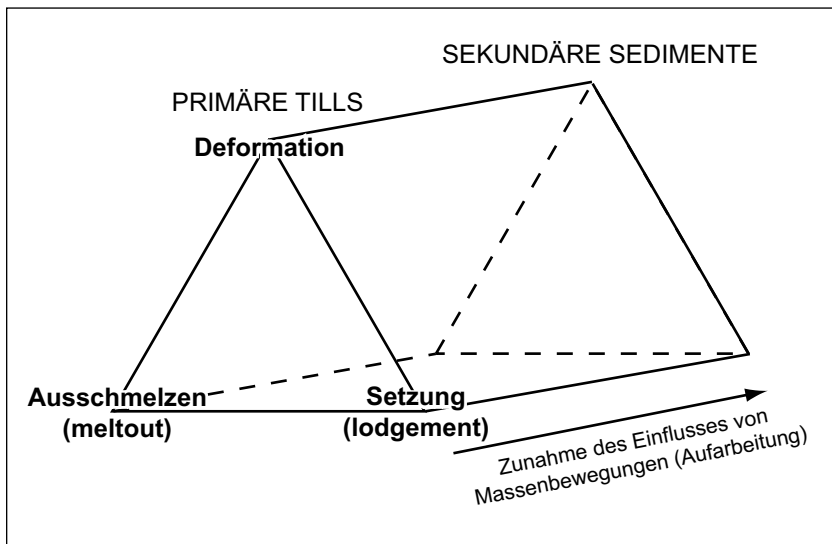 SEKUNDÄRE SEDIMENTE
PRIMÄRE TILLS
Deformation
Ausschmelzen
(meltout)
Setzung
(lodgement)
Zunahme des Einflusses von
Massenbewegungen (Aufarbeitung)